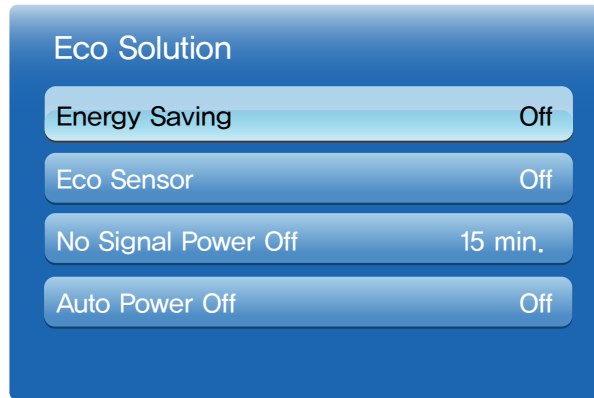 Eco Solution
Energy Saving Off
Eco Sensor Off
No Signal Power Off 15 min.
Auto Power Off Off